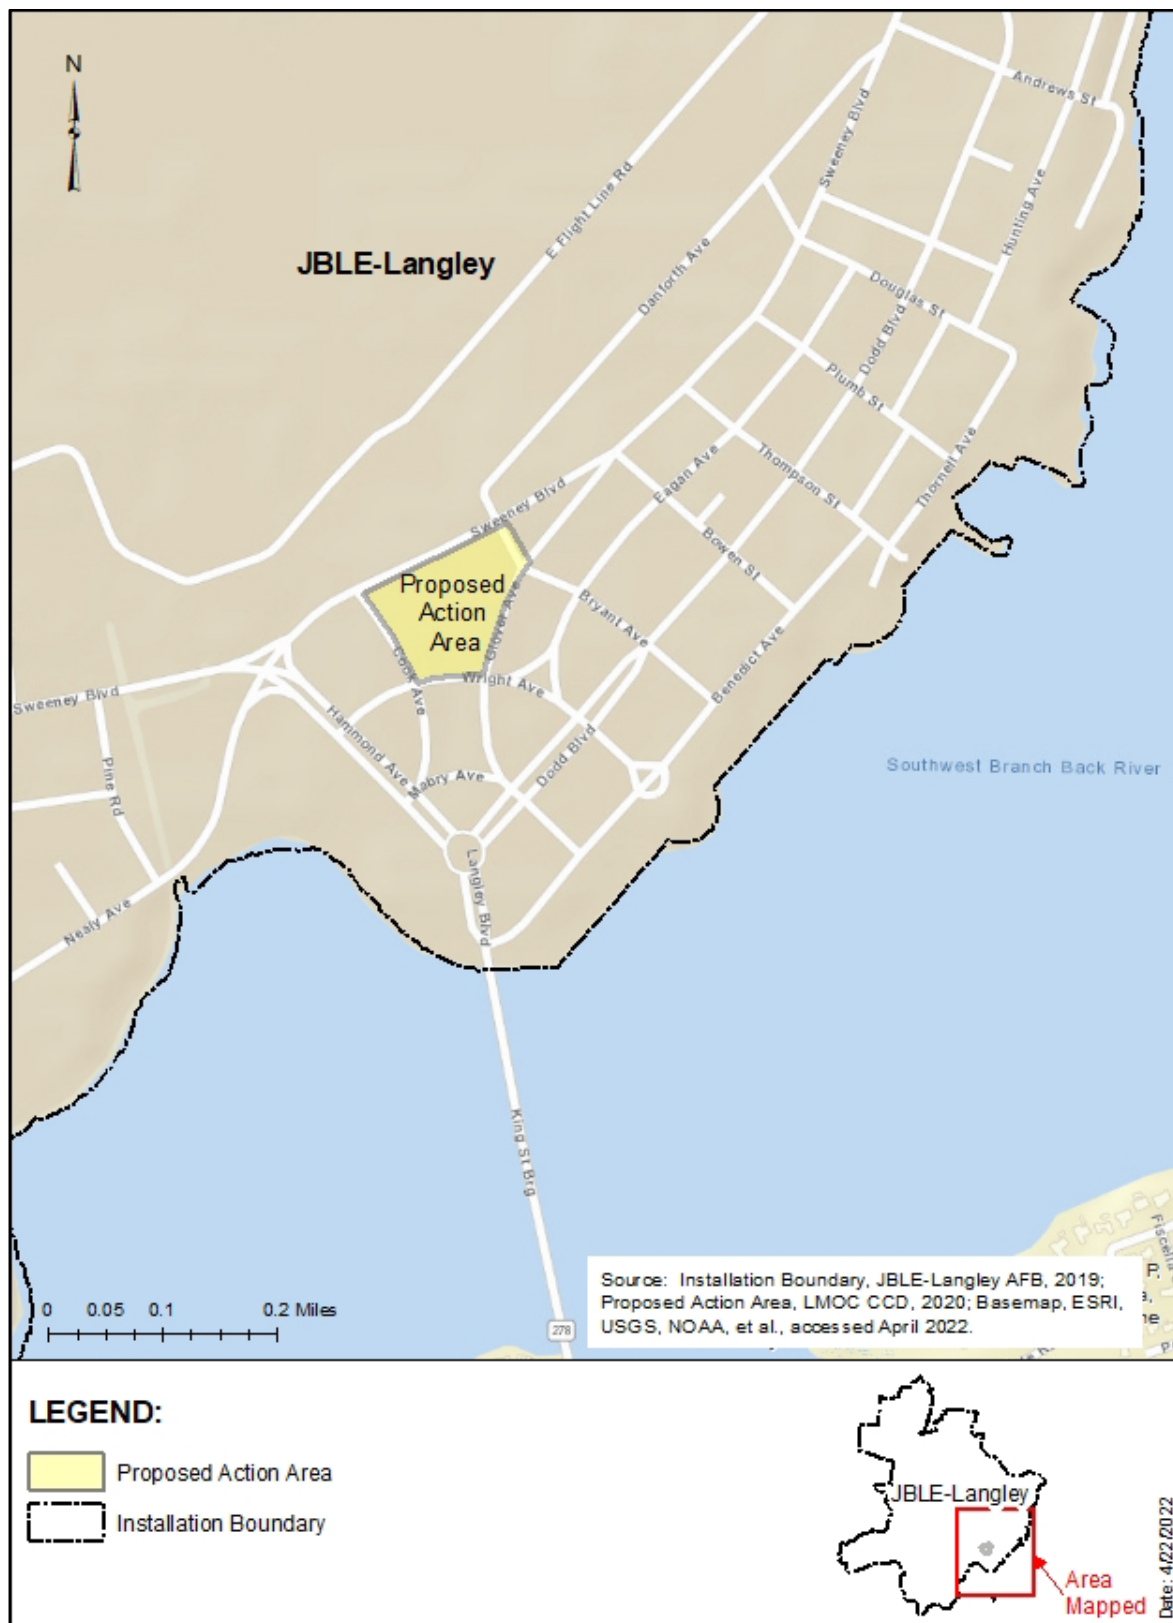 N
JBLE-Langley
E Flight Line Rd
Danforth Ave
Sweeney Blvd
Andrews St
Hunting Ave
Douglas St
Dodd Blvd
Plumb St
Thornell Ave
Thompson St
Eagan Ave
Sweeney Blvd
Bowen St
Proposed
Action
Area
Glover Ave
Bryant Ave
Cook Ave
Wright Ave
Benedict Ave
Sweeney Blvd
Hammond Ave
Dodd Blvd
Mabry Ave
Pine Rd
Southwest Branch Back River
Langley Blvd
Nealy Ave
King St Brg
278
0 0.05 0.1 0.2 Miles
Source: Installation Boundary, JBLE-Langley AFB, 2019;
Proposed Action Area, LMOC CCD, 2020; Basemap, ESRI,
USGS, NOAA, et al., accessed April 2022.
LEGEND:
Proposed Action Area
Installation Boundary
JBLE-Langley
Area
Mapped
Date: 4/22/2022